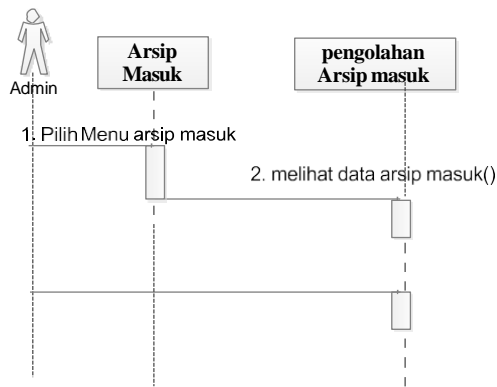 Arsip
Masuk
pengolahan
Arsip masuk
Admin
1. Pilih Menu arsip masuk
2. melihat data arsip masuk()